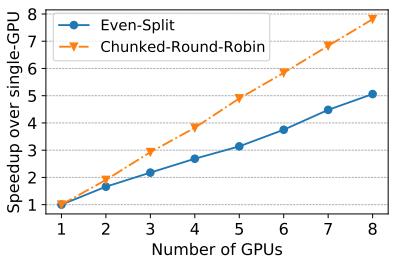 Even-Split
Chunked-Round-Robin
Speedup over single-GPU
8
7
6
5
4
3
2
1
1 2 3 4 5 6 7 8
Number of GPUs